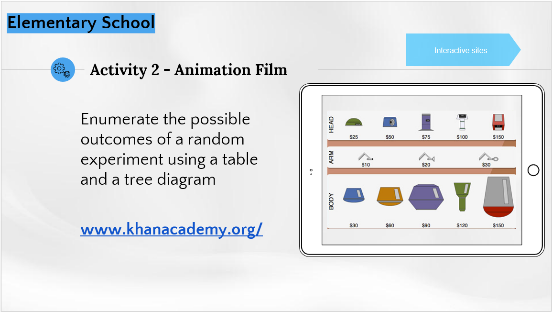 Elementary School
Interactive sites
Activity 2 - Animation Film
Enumerate the possible
outcomes of a random
experiment using a table
and a tree diagram
www.khanacademy.org/
HEAD
$25 $50 $75 $100 $150
ARM
$10 $20 $30
BODY
$30 $60 $90 $120 $150